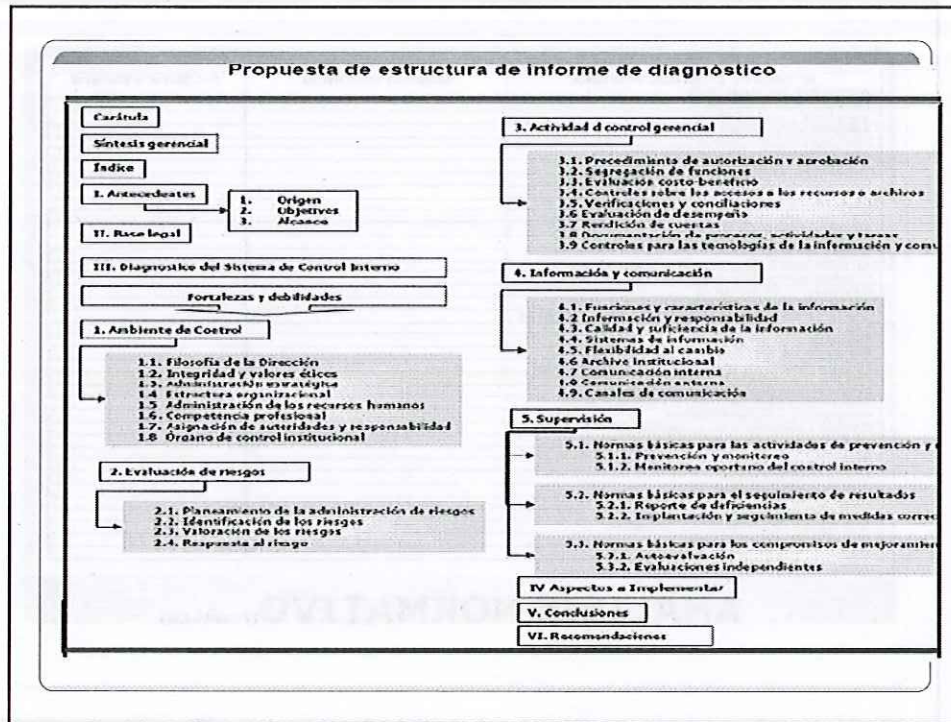 Propuesta de estructura de informe de diagnóstico
Carátula
Síntesis gerencial
Índice
I. Antecedentes
1. Origen
2. Objetivos
3. Alcance
II. Base legal
III. Diagnostico del Sistema de Control Interno
Fortalezas y debilidades
1. Ambiente de Control
1.1. Filosofía de la Dirección
1.2. Integridad y valores éticos
1.3. Administración estratégica
1.4 Estructura organizacional
1.5 Administración de los recursos humanos
1.6. Competencia profesional
1.7. Asignación de autoridades y responsabilidad
1.8 Órgano de control institucional
2. Evaluación de riesgos
2.1. Planeamiento de la administración de riesgos
2.2. Identificación de los riesgos
2.3. Valoración de los riesgos
2.4. Respuesta al riesgo
3. Actividad d control gerencial
3.1. Procedimiento de autorización y aprobación
3.2. Segregación de funciones
3.3. Evaluación costo-beneficio
3.4. Controles sobre los accesos a los recursos o archivos
3.5. Verificaciones y conciliaciones
3.6 Evaluación de desempeño
3.7 Rendición de cuentas
3.8 Documentación de procesos, actividades y tareas
3.9 Controles para las tecnologías de la información y comu
4. Información y comunicación
4.1. Funciones y características de la información
4.2 Información y responsabilidad
4.3. Calidad y suficiencia de la información
4.4. Sistemas de información
4.5. Flexibilidad al cambio
4.6 Archivo Institucional
4.7 Comunicación interna
4.8 Comunicación externa
4.9. Canales de comunicación
5. Supervisión
5.1. Normas básicas para las actividades de prevención y
5.1.1. Prevención y monitoreo
5.1.2. Monitoreo oportuno del control interno
5.2. Normas básicas para el seguimiento de resultados
5.2.1. Reporte de deficiencias
5.2.2. Implantación y seguimiento de medidas correc
5.3. Normas básicas para los compromisos de mejoramien
5.3.1. Autoevaluación
5.3.2. Evaluaciones independientes
IV Aspectos a Implementar
V. Conclusiones
VI. Recomendaciones